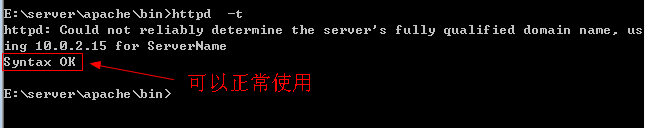 E:\server\apache\bin>httpd  -t
httpd: Could not reliably determine the server's fully qualified domain name, us
ing 10.0.2.15 for ServerName
Syntax OK
可以正常使用
E:\server\apache\bin>